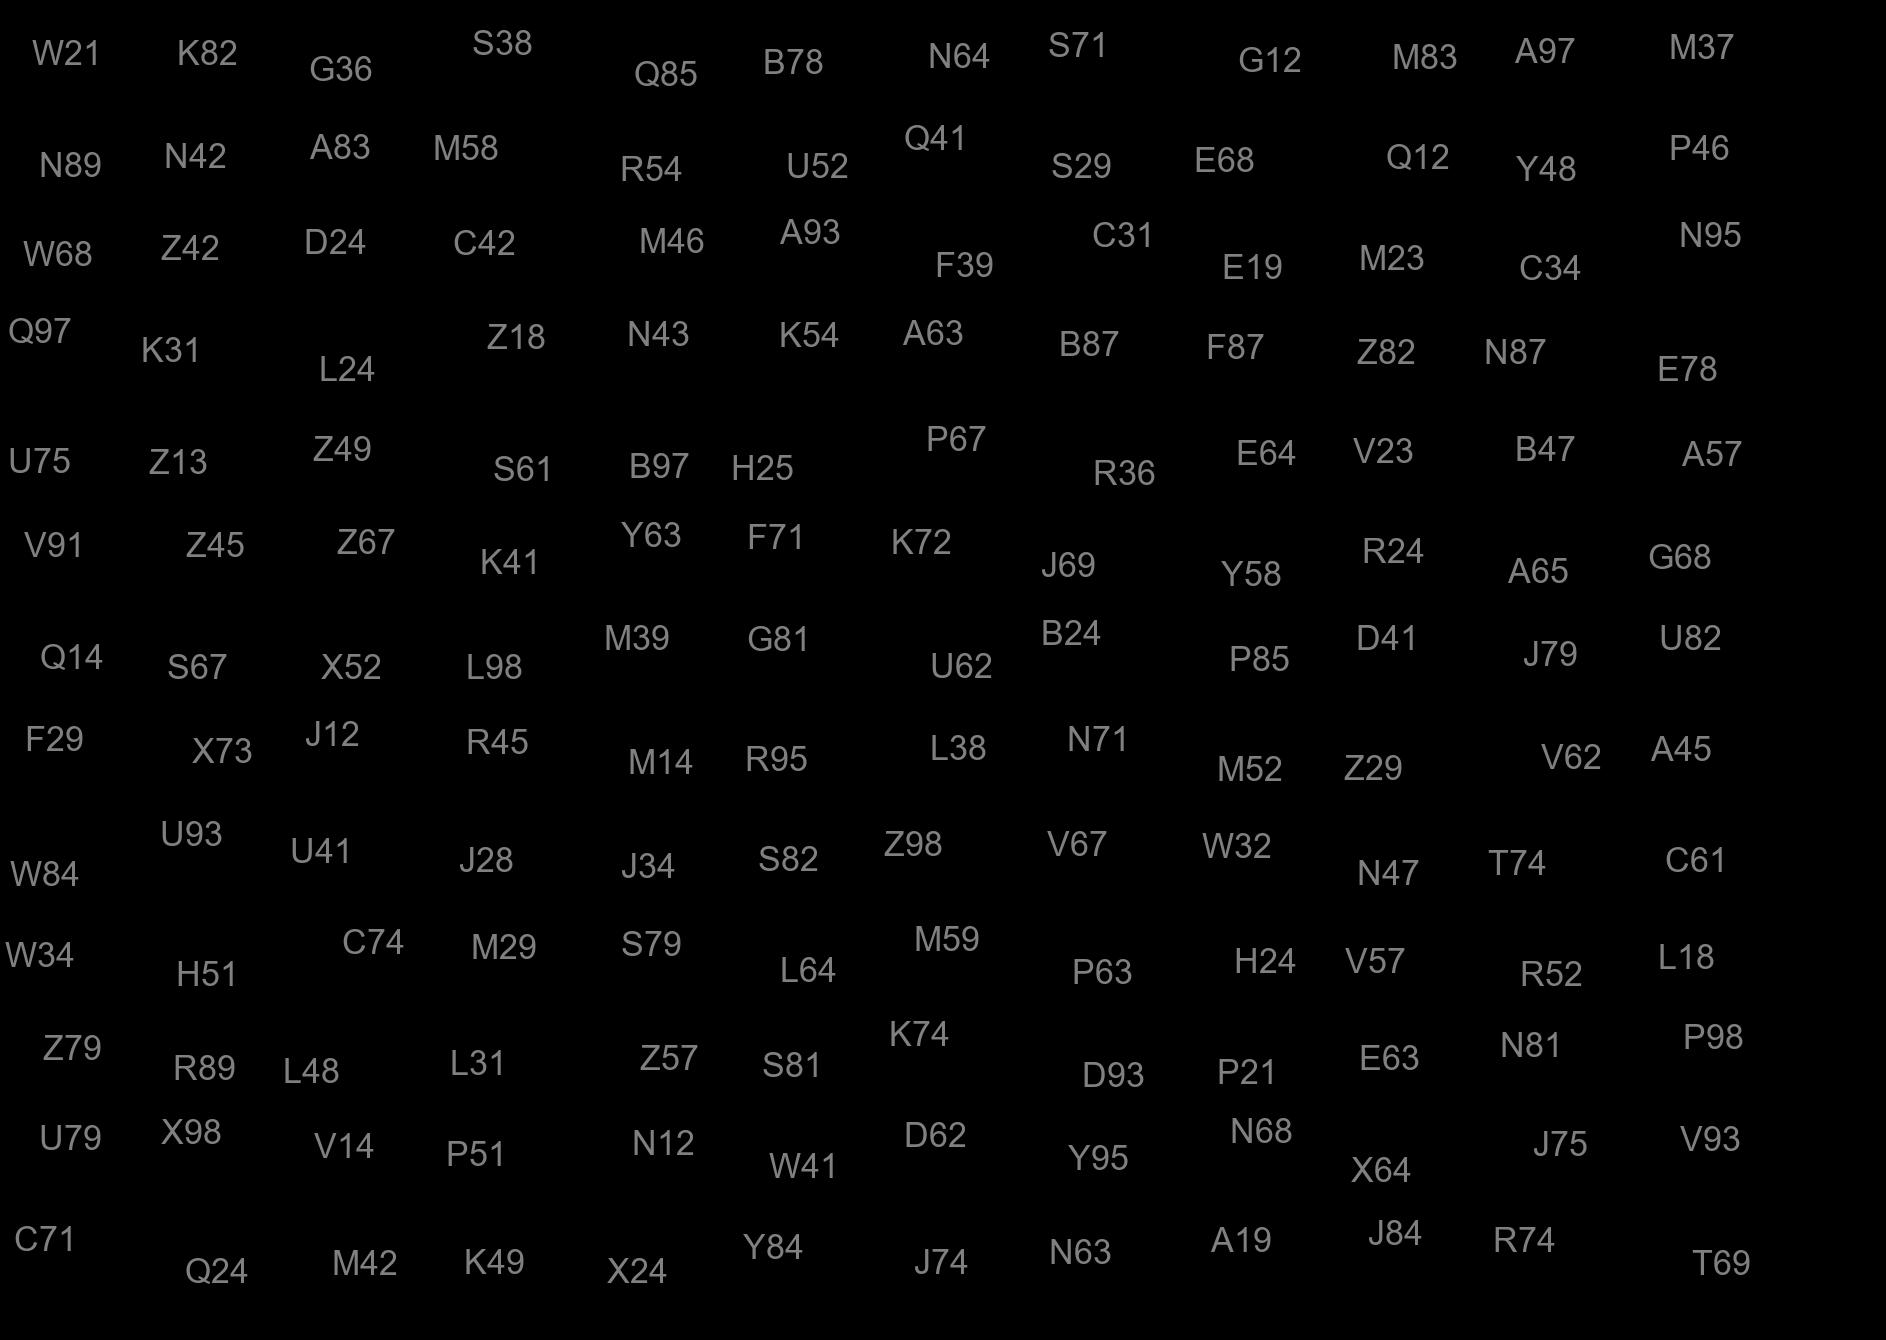 W21 K82 G36 S38 Q85 B78 N64 S71 G12 M83 A97 M37
N89 N42 A83 M58 R54 U52 Q41 S29 E68 Q12 Y48 P46
W68 Z42 D24 C42 M46 A93 F39 C31 E19 M23 C34 N95
Q97 K31 L24 Z18 N43 K54 A63 B87 F87 Z82 N87 E78
U75 Z13 Z49 S61 B97 H25 P67 R36 E64 V23 B47 A57
V91 Z45 Z67 K41 Y63 F71 K72 J69 Y58 R24 A65 G68
Q14 S67 X52 L98 M39 G81 U62 B24 P85 D41 J79 U82
F29 X73 J12 R45 M14 R95 L38 N71 M52 Z29 V62 A45
W84 U93 U41 J28 J34 S82 Z98 V67 W32 N47 T74 C61
W34 H51 C74 M29 S79 L64 M59 P63 H24 V57 R52 L18
Z79 R89 L48 L31 Z57 S81 K74 D93 P21 E63 N81 P98
U79 X98 V14 P51 N12 W41 D62 Y95 N68 X64 J75 V93
C71 Q24 M42 K49 X24 Y84 J74 N63 A19 J84 R74 T69